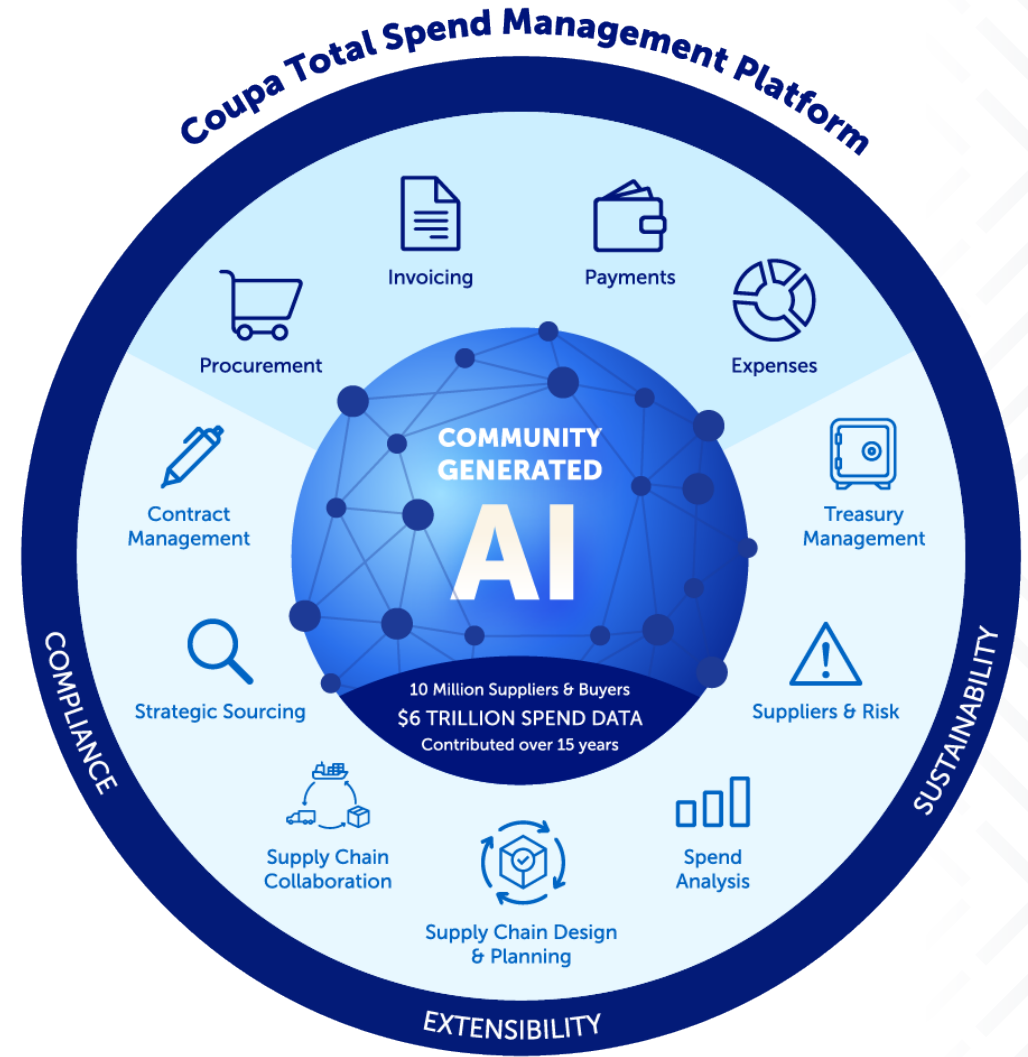 Coupa Total Spend Management Platform
Invoicing
Payments
Procurement
Expenses
COMMUNITY
GENERATED
AI
Contract
Management
Treasury
Management
Strategic Sourcing
Suppliers & Risk
10 Million Suppliers & Buyers
$6 TRILLION SPEND DATA
Contributed over 15 years
COMPLIANCE
SUSTAINABILITY
Supply Chain
Collaboration
Spend
Analysis
Supply Chain Design
& Planning
EXTENSIBILITY